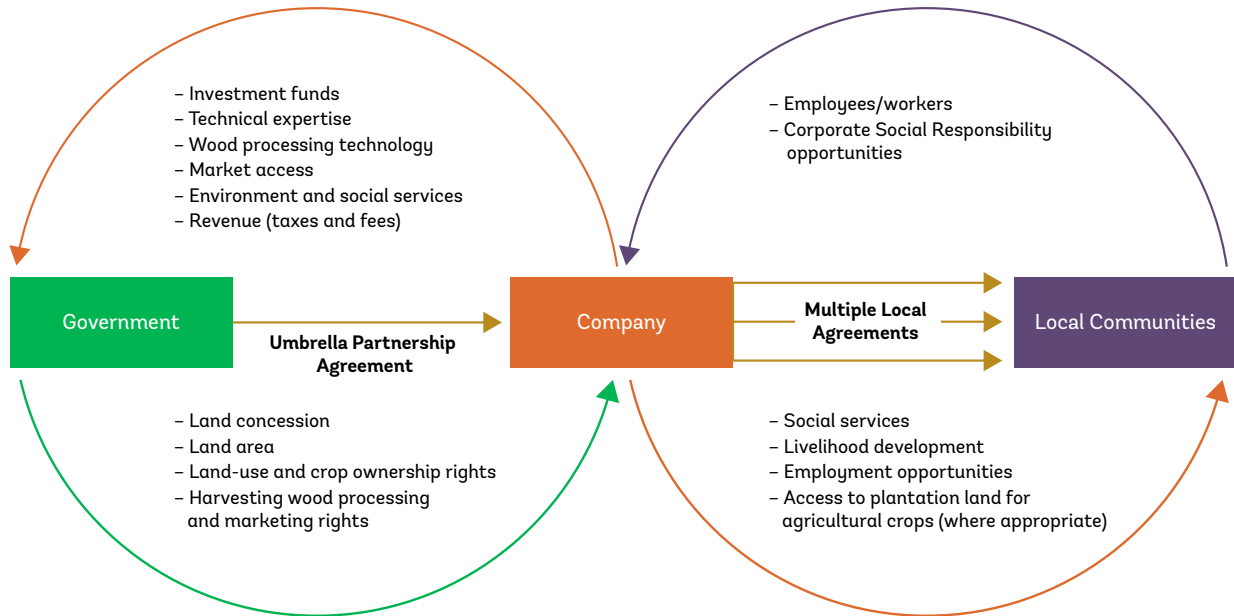 – Investment funds
– Technical expertise
– Wood processing technology
– Market access
– Environment and social services
– Revenue (taxes and fees)
– Employees/workers
– Corporate Social Responsibility
opportunities
Government
Umbrella Partnership
Agreement
Company
Multiple Local
Agreements
Local Communities
– Land concession
– Land area
– Land-use and crop ownership rights
– Harvesting wood processing
and marketing rights
– Social services
– Livelihood development
– Employment opportunities
– Access to plantation land for
agricultural crops (where appropriate)